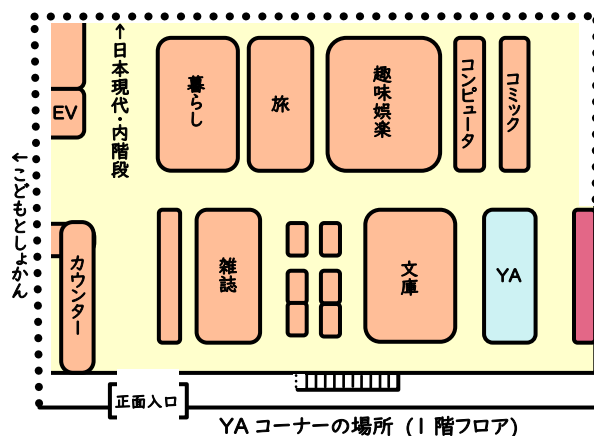 ↑日本現代・内階段
暮らし
旅
趣味娯楽
コンピュータ
コミック
EV
←こどもとしょかん
カウンター
雑誌
文庫
YA
正面入口
YAコーナーの場所(1階フロア)